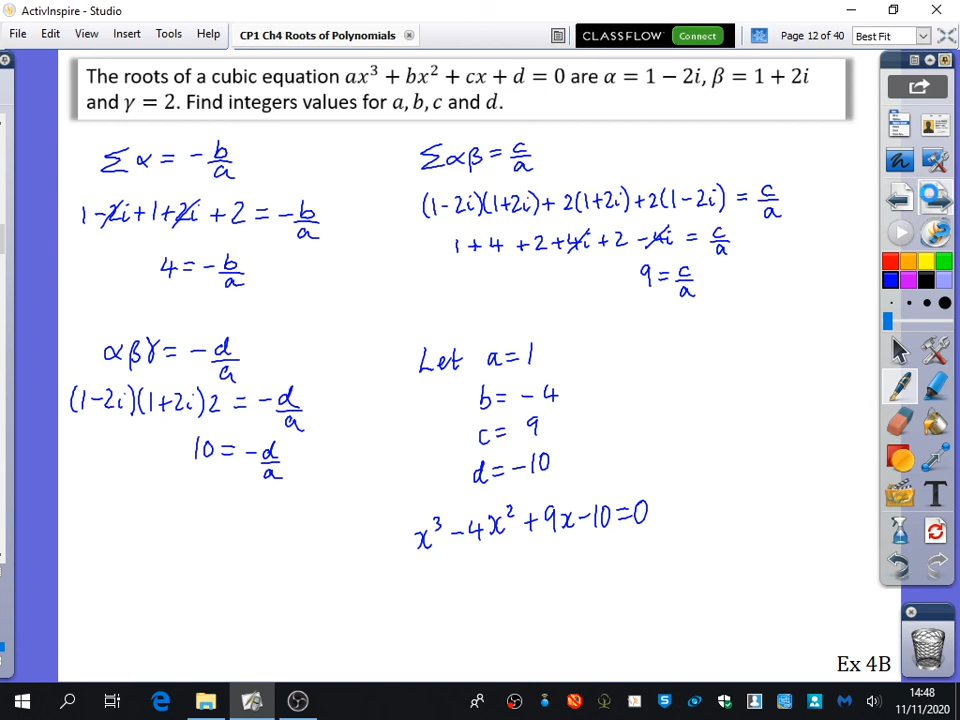 ActivInspire - Studio
File Edit View Insert Tools Help
CP1 Ch4 Roots of Polynomials
CLASSFLOW Connect
Page 12 of 40
Best Fit
The roots of a cubic equation ax³ + bx² + cx + d = 0 are α = 1 − 2i, β = 1 + 2i
and γ = 2. Find integers values for a, b, c and d.
∑α = −b/a
1−2i+1+2i+2 = −b/a
4 = −b/a
∑αβ = c/a
(1−2i)(1+2i)+2(1+2i)+2(1−2i) = c/a
1+4+2+4i+2−4i = c/a
9 = c/a
αβγ = −d/a
(1−2i)(1+2i)2 = −d/a
10 = −d/a
Let a=1
b=−4
c=9
d=−10
x³−4x²+9x−10=0
Ex 4B
14:48
11/11/2020